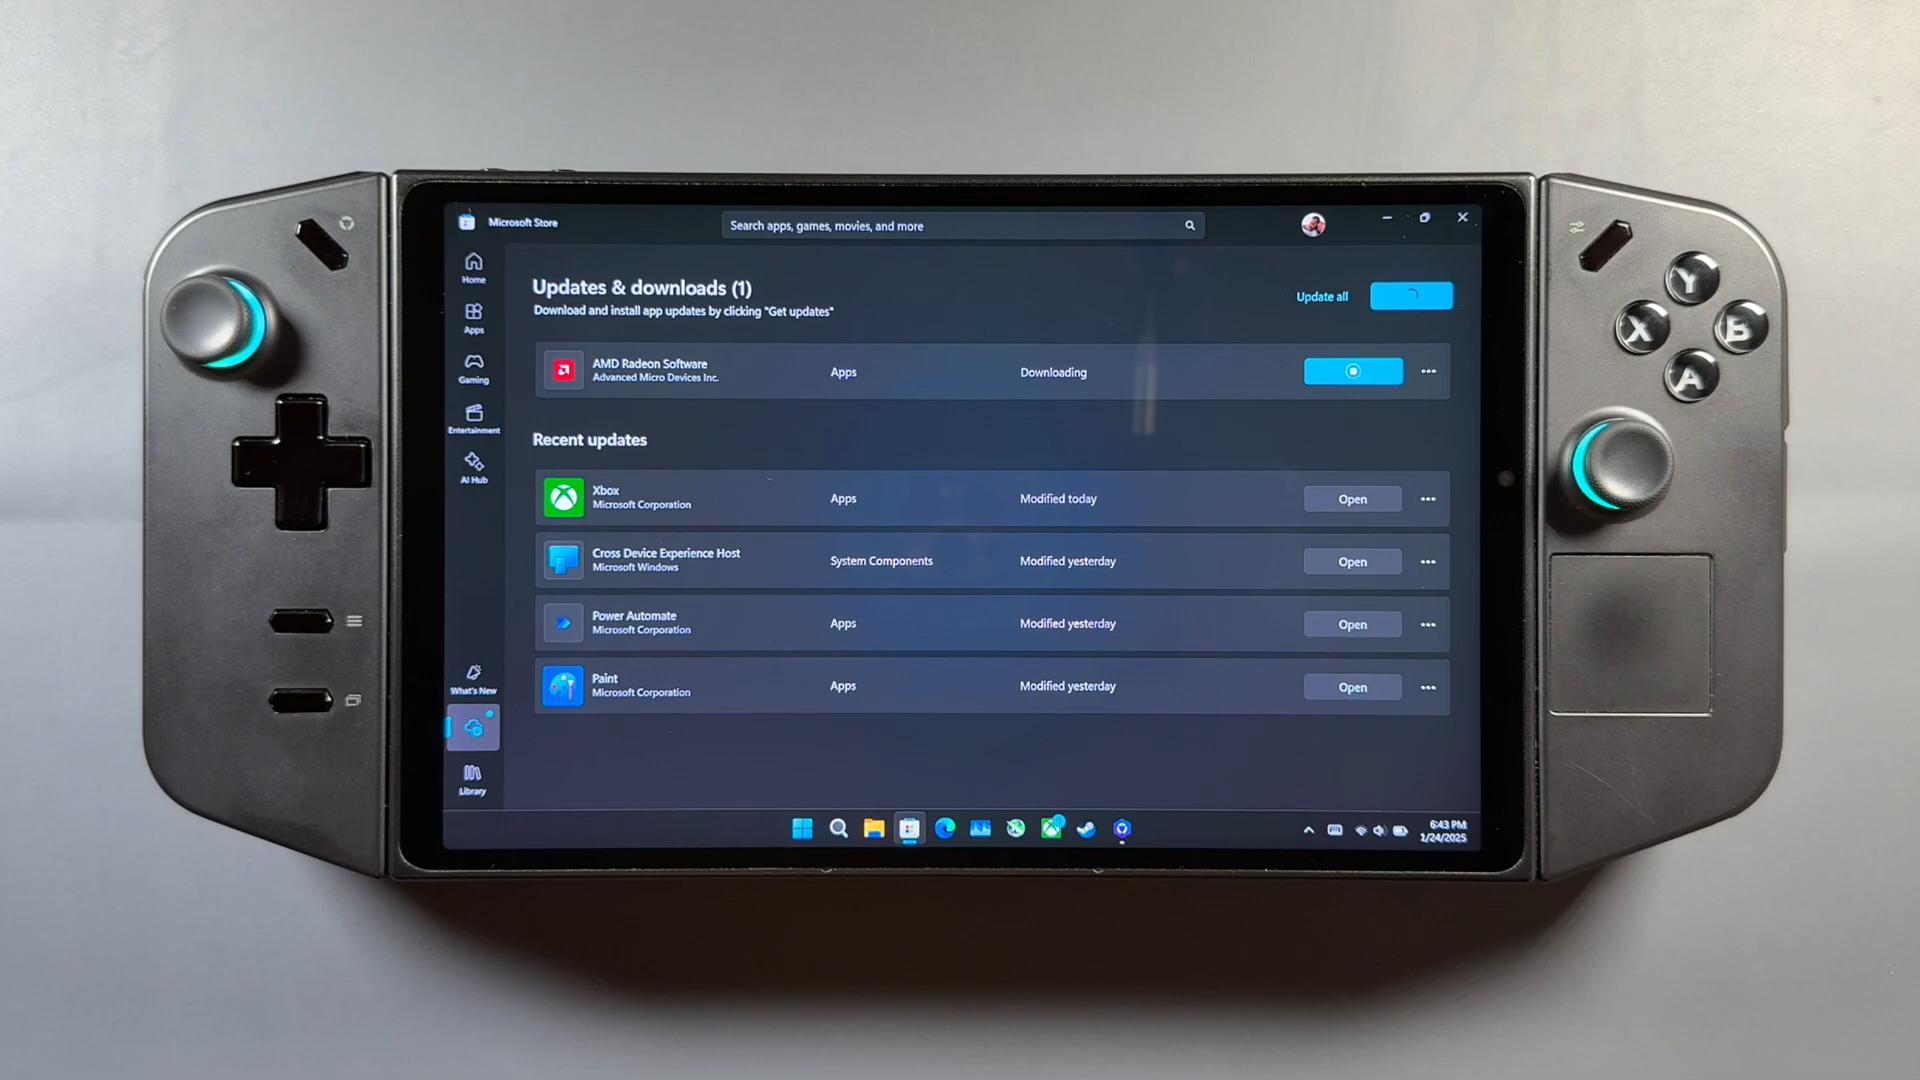 Microsoft Store
Search apps, games, movies, and more
Home
Apps
Gaming
Entertainment
AI Hub
What's New
Library
Updates & downloads (1)
Download and install app updates by clicking "Get updates"
Update all
AMD Radeon Software
Advanced Micro Devices Inc.
Apps
Downloading
Recent updates
Xbox
Microsoft Corporation
Apps
Modified today
Open
Cross Device Experience Host
Microsoft Windows
System Components
Modified yesterday
Open
Power Automate
Microsoft Corporation
Apps
Modified yesterday
Open
Paint
Microsoft Corporation
Apps
Modified yesterday
Open
6:43 PM
1/24/2025
Y
X
B
A